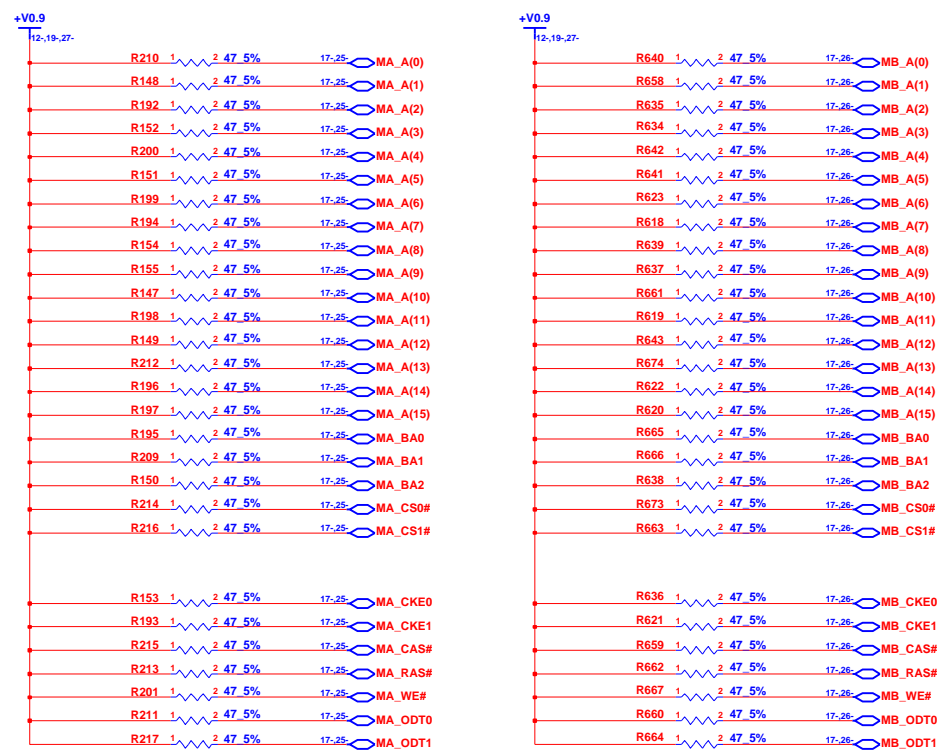 +V0.9
12-,19-,27-
R210 1 2 47_5% 17-,25- MA_A(0)
R148 1 2 47_5% 17-,25- MA_A(1)
R192 1 2 47_5% 17-,25- MA_A(2)
R152 1 2 47_5% 17-,25- MA_A(3)
R200 1 2 47_5% 17-,25- MA_A(4)
R151 1 2 47_5% 17-,25- MA_A(5)
R199 1 2 47_5% 17-,25- MA_A(6)
R194 1 2 47_5% 17-,25- MA_A(7)
R154 1 2 47_5% 17-,25- MA_A(8)
R155 1 2 47_5% 17-,25- MA_A(9)
R147 1 2 47_5% 17-,25- MA_A(10)
R198 1 2 47_5% 17-,25- MA_A(11)
R149 1 2 47_5% 17-,25- MA_A(12)
R212 1 2 47_5% 17-,25- MA_A(13)
R196 1 2 47_5% 17-,25- MA_A(14)
R197 1 2 47_5% 17-,25- MA_A(15)
R195 1 2 47_5% 17-,25- MA_BA0
R209 1 2 47_5% 17-,25- MA_BA1
R150 1 2 47_5% 17-,25- MA_BA2
R214 1 2 47_5% 17-,25- MA_CS0#
R216 1 2 47_5% 17-,25- MA_CS1#
R153 1 2 47_5% 17-,25- MA_CKE0
R193 1 2 47_5% 17-,25- MA_CKE1
R215 1 2 47_5% 17-,25- MA_CAS#
R213 1 2 47_5% 17-,25- MA_RAS#
R201 1 2 47_5% 17-,25- MA_WE#
R211 1 2 47_5% 17-,25- MA_ODT0
R217 1 2 47_5% 17-,25- MA_ODT1
+V0.9
12-,19-,27-
R640 1 2 47_5% 17-,26- MB_A(0)
R658 1 2 47_5% 17-,26- MB_A(1)
R635 1 2 47_5% 17-,26- MB_A(2)
R634 1 2 47_5% 17-,26- MB_A(3)
R642 1 2 47_5% 17-,26- MB_A(4)
R641 1 2 47_5% 17-,26- MB_A(5)
R623 1 2 47_5% 17-,26- MB_A(6)
R618 1 2 47_5% 17-,26- MB_A(7)
R639 1 2 47_5% 17-,26- MB_A(8)
R637 1 2 47_5% 17-,26- MB_A(9)
R661 1 2 47_5% 17-,26- MB_A(10)
R619 1 2 47_5% 17-,26- MB_A(11)
R643 1 2 47_5% 17-,26- MB_A(12)
R674 1 2 47_5% 17-,26- MB_A(13)
R622 1 2 47_5% 17-,26- MB_A(14)
R620 1 2 47_5% 17-,26- MB_A(15)
R665 1 2 47_5% 17-,26- MB_BA0
R666 1 2 47_5% 17-,26- MB_BA1
R638 1 2 47_5% 17-,26- MB_BA2
R673 1 2 47_5% 17-,26- MB_CS0#
R663 1 2 47_5% 17-,26- MB_CS1#
R636 1 2 47_5% 17-,26- MB_CKE0
R621 1 2 47_5% 17-,26- MB_CKE1
R659 1 2 47_5% 17-,26- MB_CAS#
R662 1 2 47_5% 17-,26- MB_RAS#
R667 1 2 47_5% 17-,26- MB_WE#
R660 1 2 47_5% 17-,26- MB_ODT0
R664 1 2 47_5% 17-,26- MB_ODT1